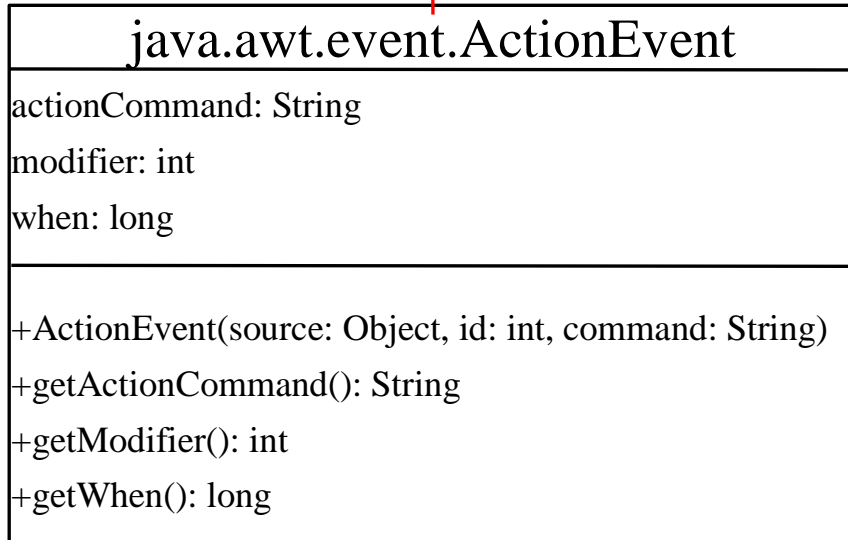 java.awt.event.ActionEvent
actionCommand: String
modifier: int
when: long
+ActionEvent(source: Object, id: int, command: String)
+getActionCommand(): String
+getModifier(): int
+getWhen(): long